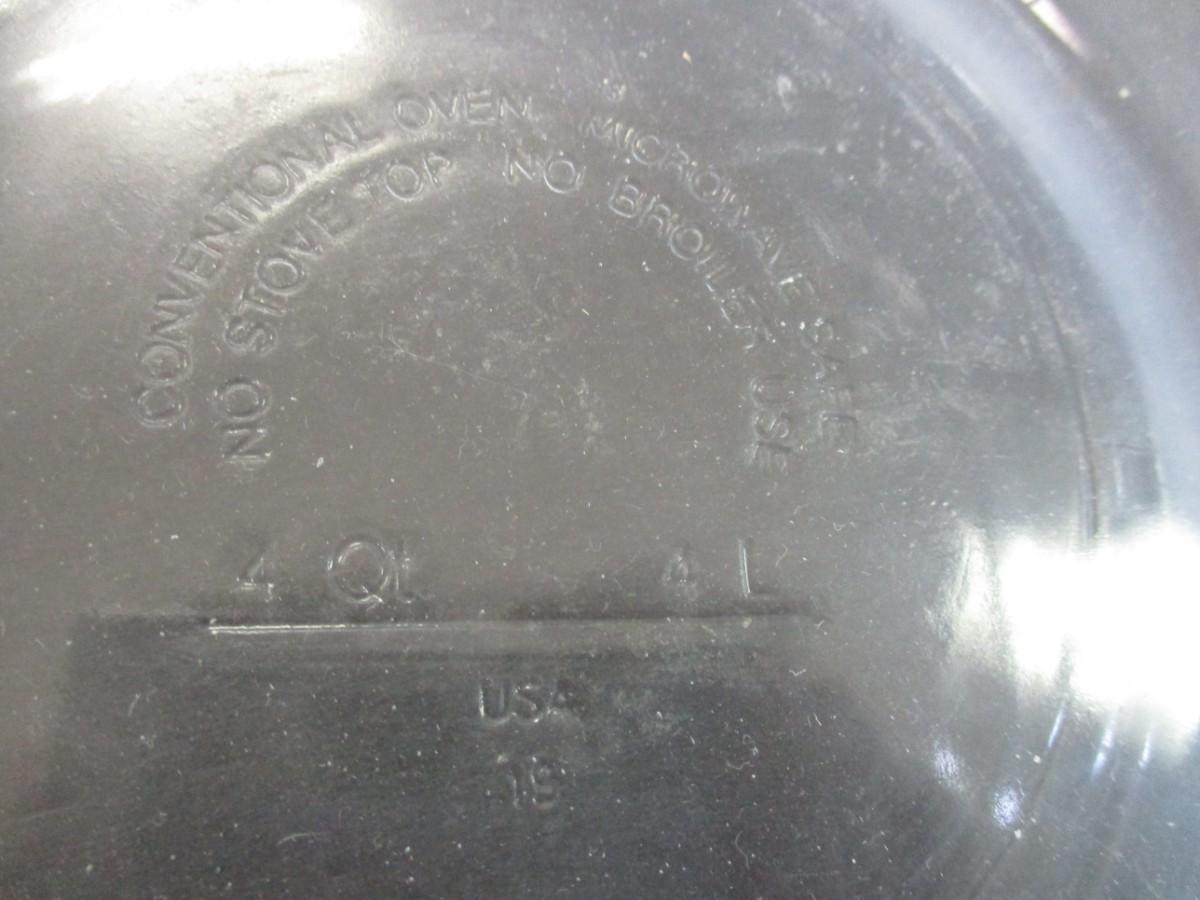 CONVENTIONAL OVEN MICROWAVE SAFE
NO STOVE TOP NO BROILER USE
4 Qt 4 L
USA